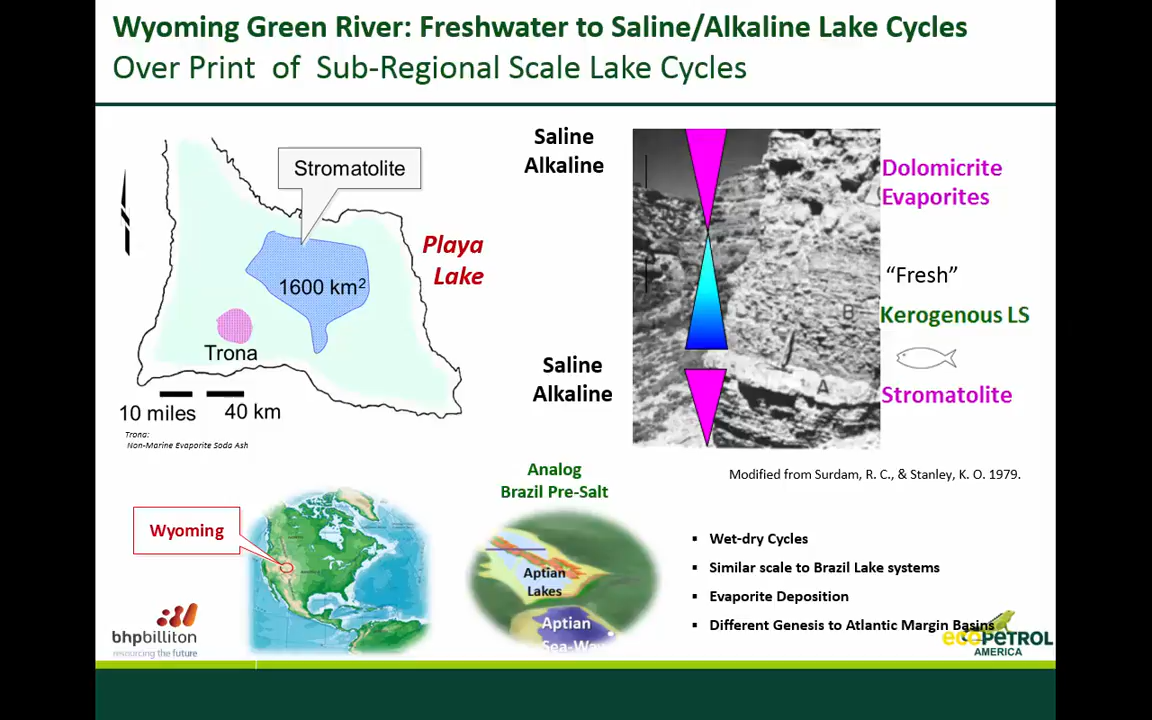 Wyoming Green River: Freshwater to Saline/Alkaline Lake Cycles
Over Print of Sub-Regional Scale Lake Cycles
Stromatolite
1600 km²
Playa
Lake
Trona
10 miles 40 km
Trona:
Non-Marine Evaporite Soda Ash
Saline
Alkaline
Saline
Alkaline
B
A
Dolomicrite
Evaporites
“Fresh”
Kerogenous LS
Stromatolite
Modified from Surdam, R. C., & Stanley, K. O. 1979.
Wyoming
Analog
Brazil Pre-Salt
Aptian
Lakes
Aptian
▪ Wet-dry Cycles
▪ Similar scale to Brazil Lake systems
▪ Evaporite Deposition
▪ Different Genesis to Atlantic Margin Basins
bhpbilliton
resourcing the future
ecoPETROL
AMERICA